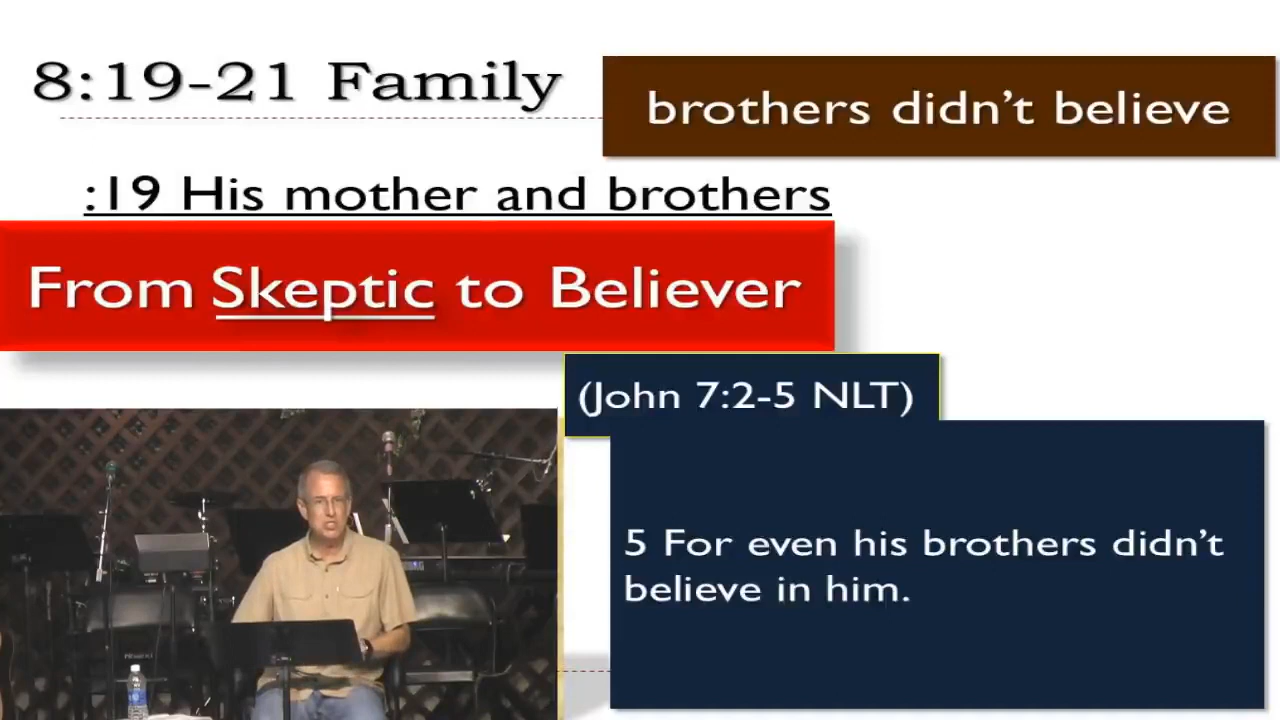 8:19-21 Family
brothers didn’t believe
:19 His mother and brothers
From Skeptic to Believer
(John 7:2-5 NLT)
5 For even his brothers didn’t
believe in him.